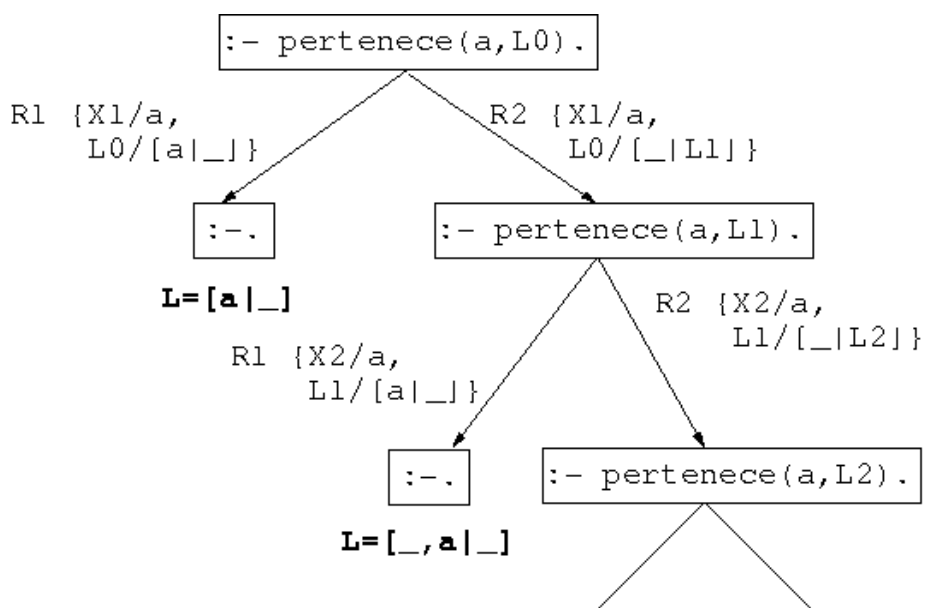 :- pertenece(a,L0).
R1 {X1/a,
L0/[a|_]}
R2 {X1/a,
L0/[_|L1]}
:-.
:- pertenece(a,L1).
L=[a|_]
R2 {X2/a,
L1/[_|L2]}
R1 {X2/a,
L1/[a|_]}
:-.
:- pertenece(a,L2).
L=[_,a|_]